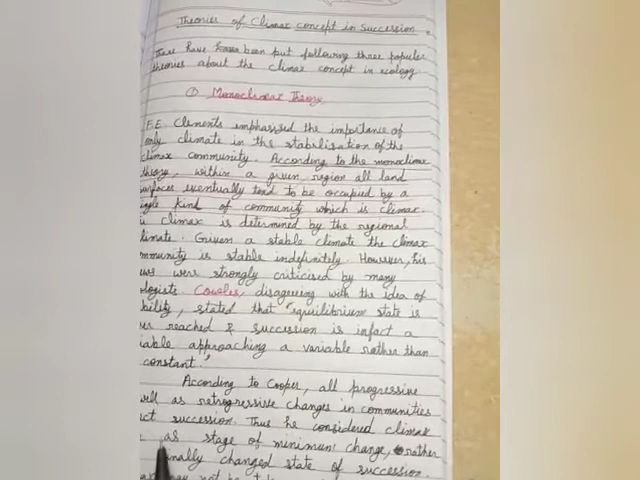 Theories of Climax concept in Succession.
There have been put following three popular
theories about the climax concept in ecology
① Monoclimax Theory
F.E. Clements emphasised the importance of
only climate in the stabilisation of the
climax community. According to the monoclimax
theory, within a given region all land
surfaces eventually tend to be occupied by a
single kind of community which is climax.
climax is determined by the regional
climate. Given a stable climate the climax
community is stable indefinitely. However, his
views were strongly criticised by many
ologists. Cowles, disagreeing with the idea of
bility, stated that "equilibrium state is
reached & succession is infact a
variable approaching a variable rather than
constant."
According to Cooper, all progressive
well as retrogressive changes in communities
succession. Thus he considered climax
as stage of minimum change, rather
finally changed state of succession.